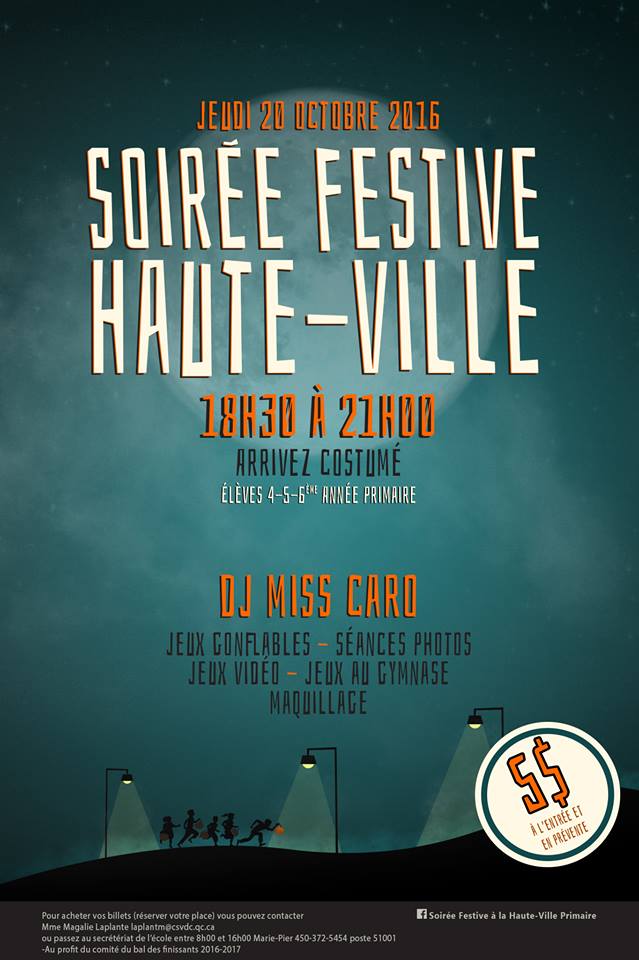 JEUDI 20 OCTOBRE 2016
SOIRÉE FESTIVE
HAUTE-VILLE
18H30 À 21H00
ARRIVEZ COSTUMÉ
ÉLÈVES 4-5-6ÈME ANNÉE PRIMAIRE
DJ MISS CARO
JEUX GONFLABLES - SÉANCES PHOTOS
JEUX VIDÉO - JEUX AU GYMNASE
MAQUILLAGE
5$
À L'ENTRÉE ET
EN PRÉVENTE
Pour acheter vos billets (réserver votre place) vous pouvez contacter
Mme Magalie Laplante laplantm@csvdc.qc.ca
ou passez au secrétériat de l'école entre 8h00 et 16h00 Marie-Pier 450-372-5454 poste 51001
-Au profit du comité du bal des finissants 2016-2017
Soirée Festive à la Haute-Ville Primaire